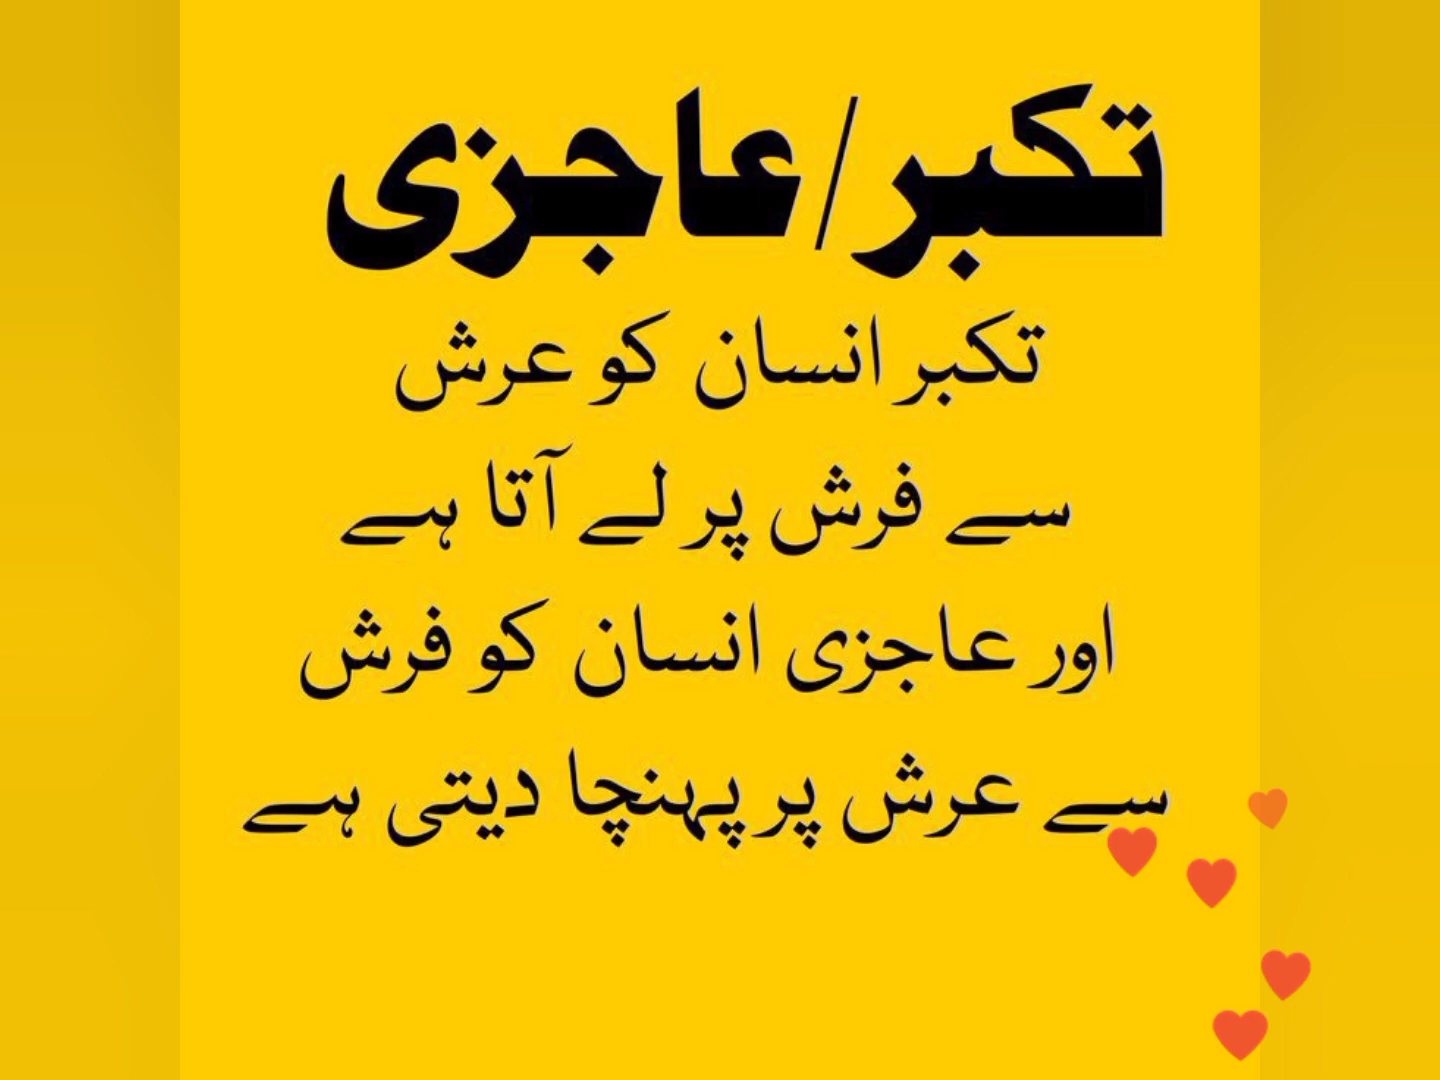 تکبر/عاجزی
تکبر انسان کو عرش
سے فرش پر لے آتا ہے
اور عاجزی انسان کو فرش
سے عرش پر پہنچا دیتی ہے